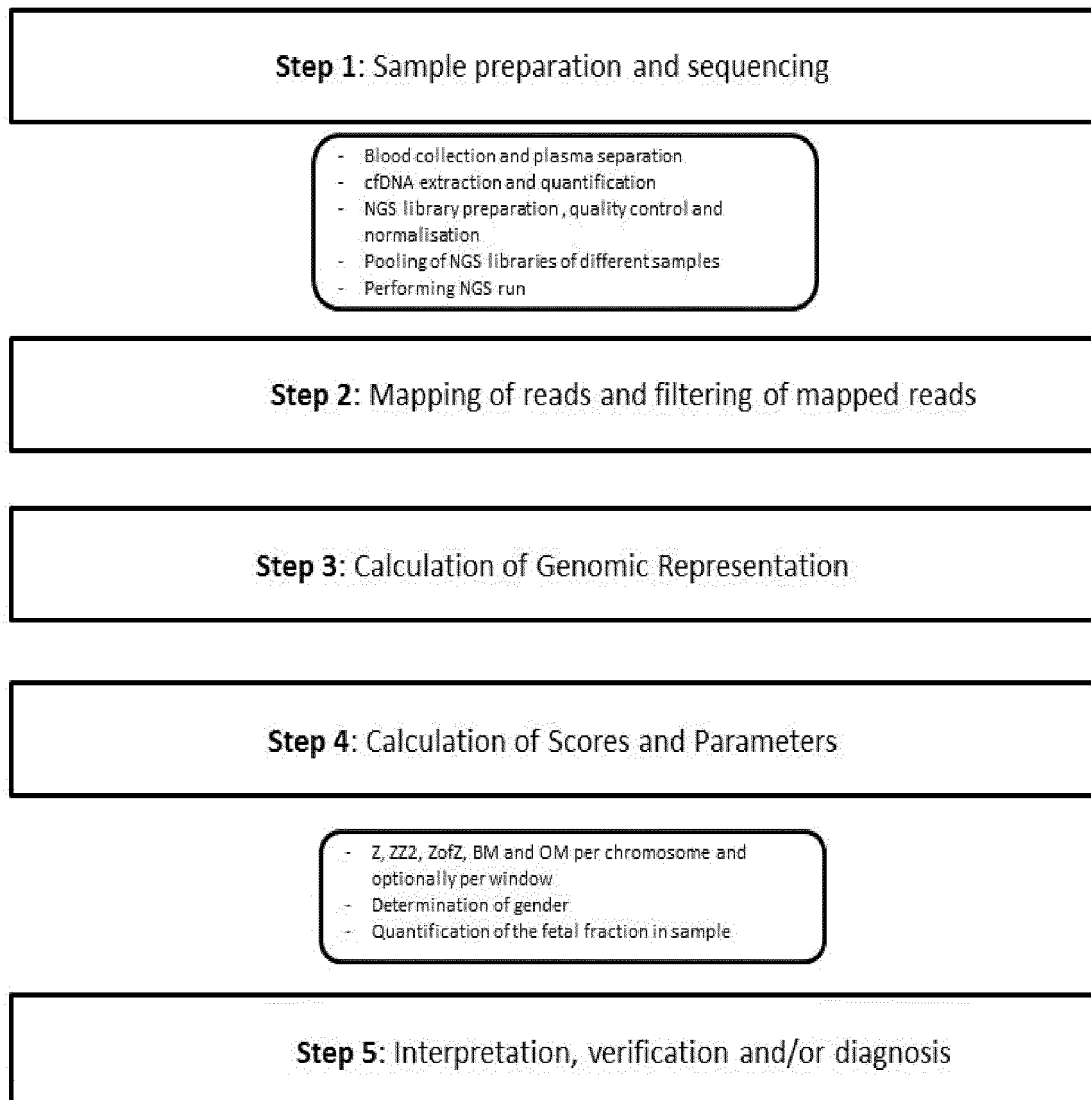 Step 1: Sample preparation and sequencing
- Blood collection and plasma separation
- cfDNA extraction and quantification
- NGS library preparation, quality control and
normalisation
- Pooling of NGS libraries of different samples
- Performing NGS run
Step 2: Mapping of reads and filtering of mapped reads
Step 3: Calculation of Genomic Representation
Step 4: Calculation of Scores and Parameters
- Z, ZZ2, ZofZ, BM and OM per chromosome and
optionally per window
- Determination of gender
- Quantification of the fetal fraction in sample
Step 5: Interpretation, verification and/or diagnosis